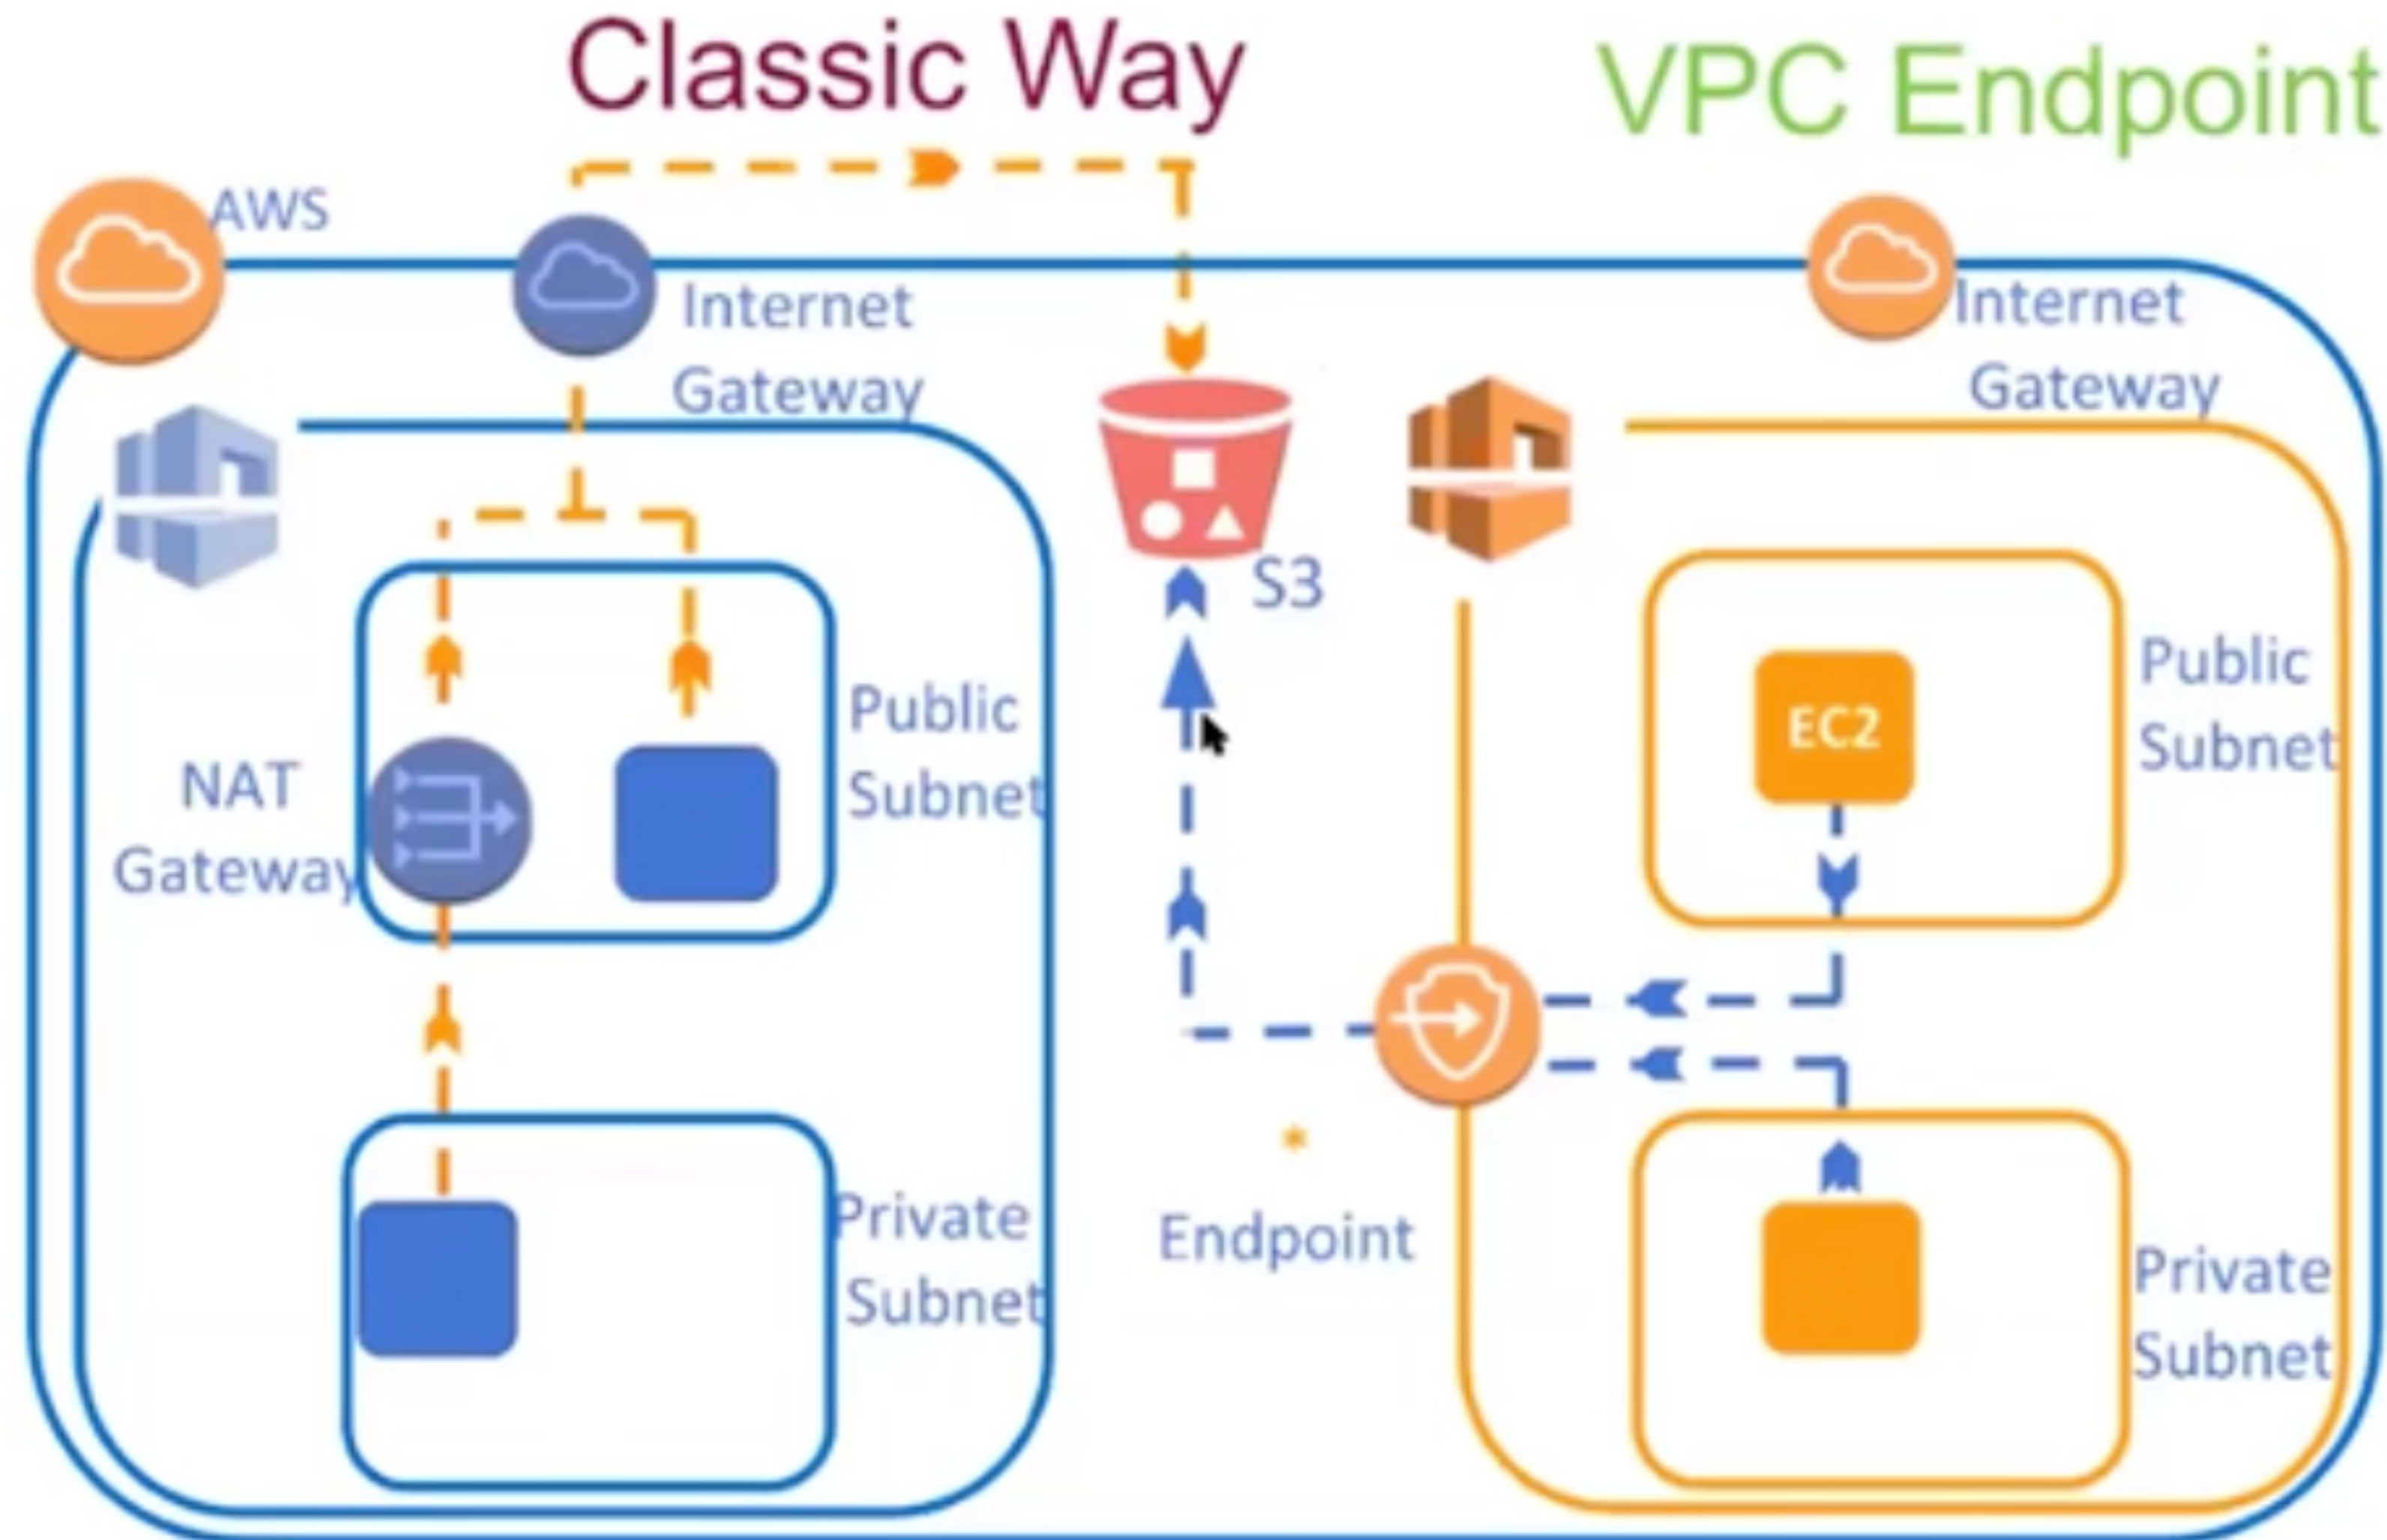 Classic Way
VPC Endpoint
AWS
Internet
Gateway
Internet
Gateway
S3
Public
Subnet
NAT
Gateway
EC2
Public
Subnet
Private
Subnet
*
Endpoint
Private
Subnet